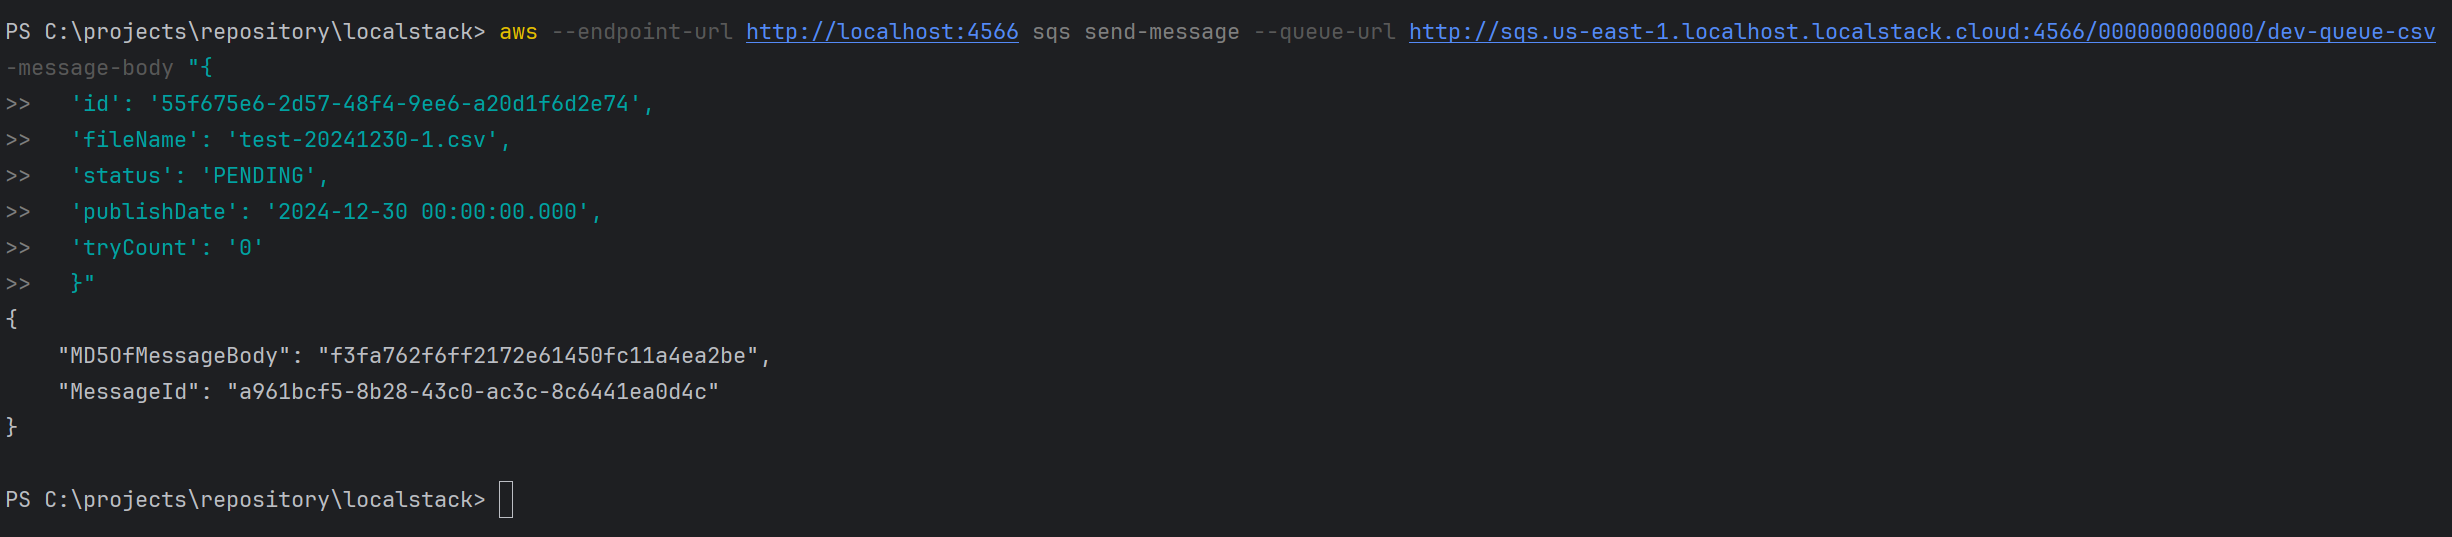 PS C:\projects\repository\localstack> aws --endpoint-url http://localhost:4566 sqs send-message --queue-url http://sqs.us-east-1.localhost.localstack.cloud:4566/000000000000/dev-queue-csv
-message-body "{
>>   'id': '55f675e6-2d57-48f4-9ee6-a20d1f6d2e74',
>>   'fileName': 'test-20241230-1.csv',
>>   'status': 'PENDING',
>>   'publishDate': '2024-12-30 00:00:00.000',
>>   'tryCount': '0'
>>   }"
{
    "MD5OfMessageBody": "f3fa762f6ff2172e61450fc11a4ea2be",
    "MessageId": "a961bcf5-8b28-43c0-ac3c-8c6441ea0d4c"
}
PS C:\projects\repository\localstack>